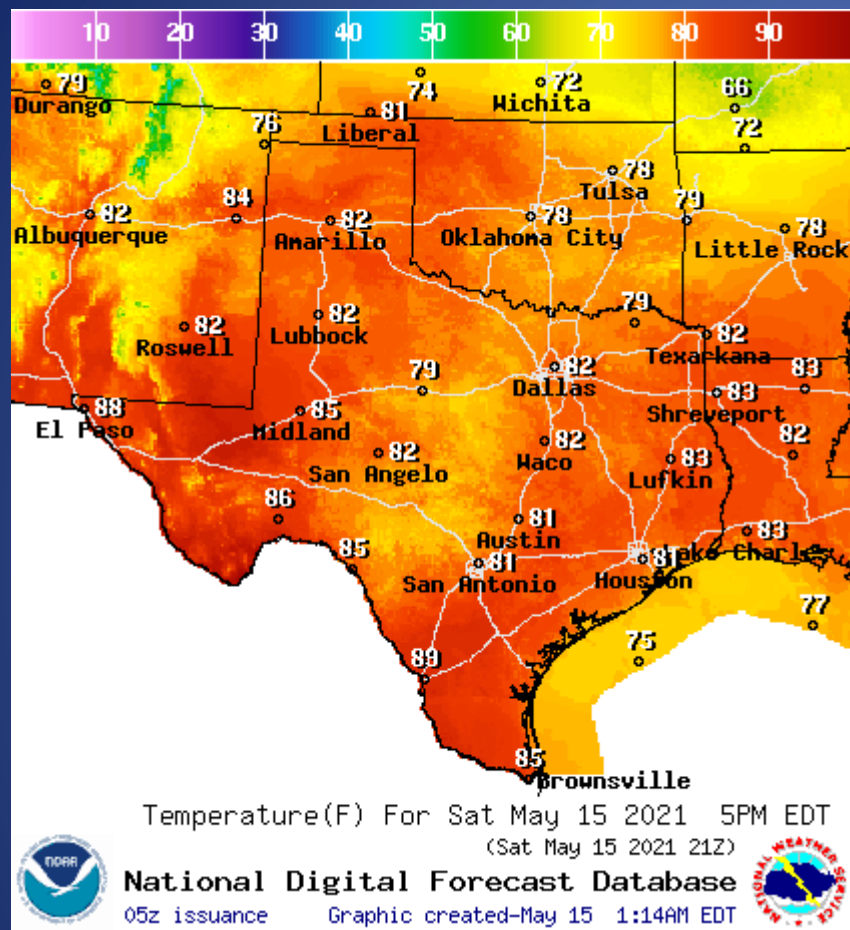 10 20 30 40 50 60 70 80 90
79 74 72 66
Durango Wichita
81
Liberal
76 72
78
Tulsa
84 79
82 82 78 78
Albuquerque Amarillo Oklahoma City Little Rock
82 82 79
Roswell Lubbock
82
Texarkana
79 82 83
Dallas
83
Shreveport
88 85
El Paso Midland
82 82 83 82
San Angelo Waco Lufkin
86 81 83
Austin Lake Charles
85 81 81
San Antonio Houston
77
75
89
85
Brownsville
Temperature(F) For Sat May 15 2021 5PM EDT
(Sat May 15 2021 21Z)
NOAA
National Digital Forecast Database
05z issuance Graphic created-May 15 1:14AM EDT
NATIONAL WEATHER SERVICE